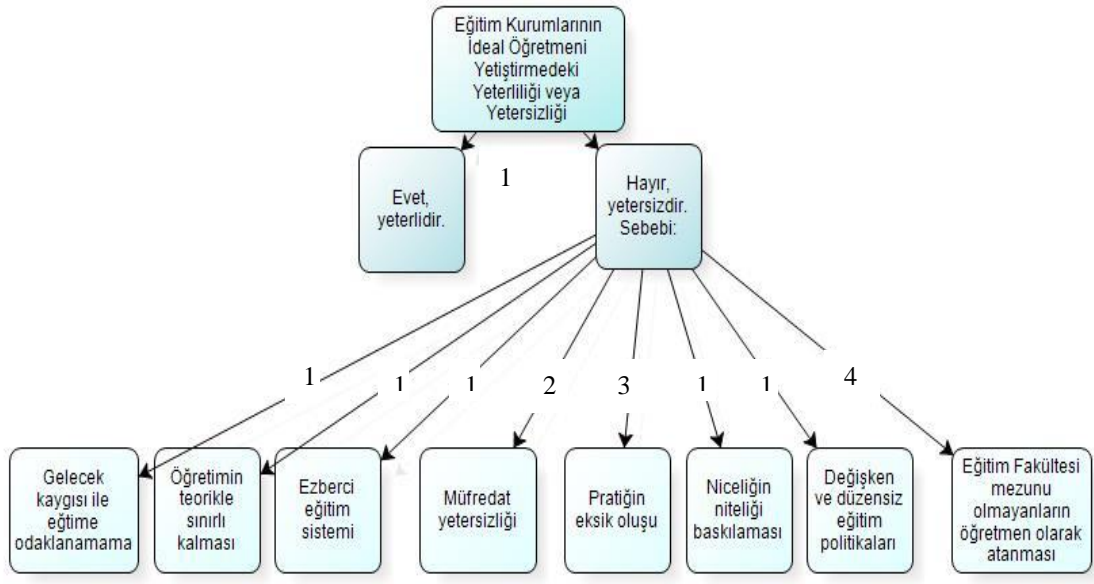 Eğitim Kurumlarının
İdeal Öğretmeni
Yetiştirmedeki
Yeterliliği veya
Yetersizliği
Evet,
yeterlidir.
1
Hayır,
yetersizdir.
Sebebi:
1
1
1
2
3
1
1
4
Gelecek
kaygısı ile
eğtime
odaklanamama
Öğretimin
teorikle
sınırlı
kalması
Ezberci
eğitim
sistemi
Müfredat
yetersizliği
Pratiğin
eksik oluşu
Niceliğin
niteliği
baskılaması
Değişken
ve düzensiz
eğitim
politikaları
Eğitim Fakültesi
mezunu
olmayanların
öğretmen olarak
atanması